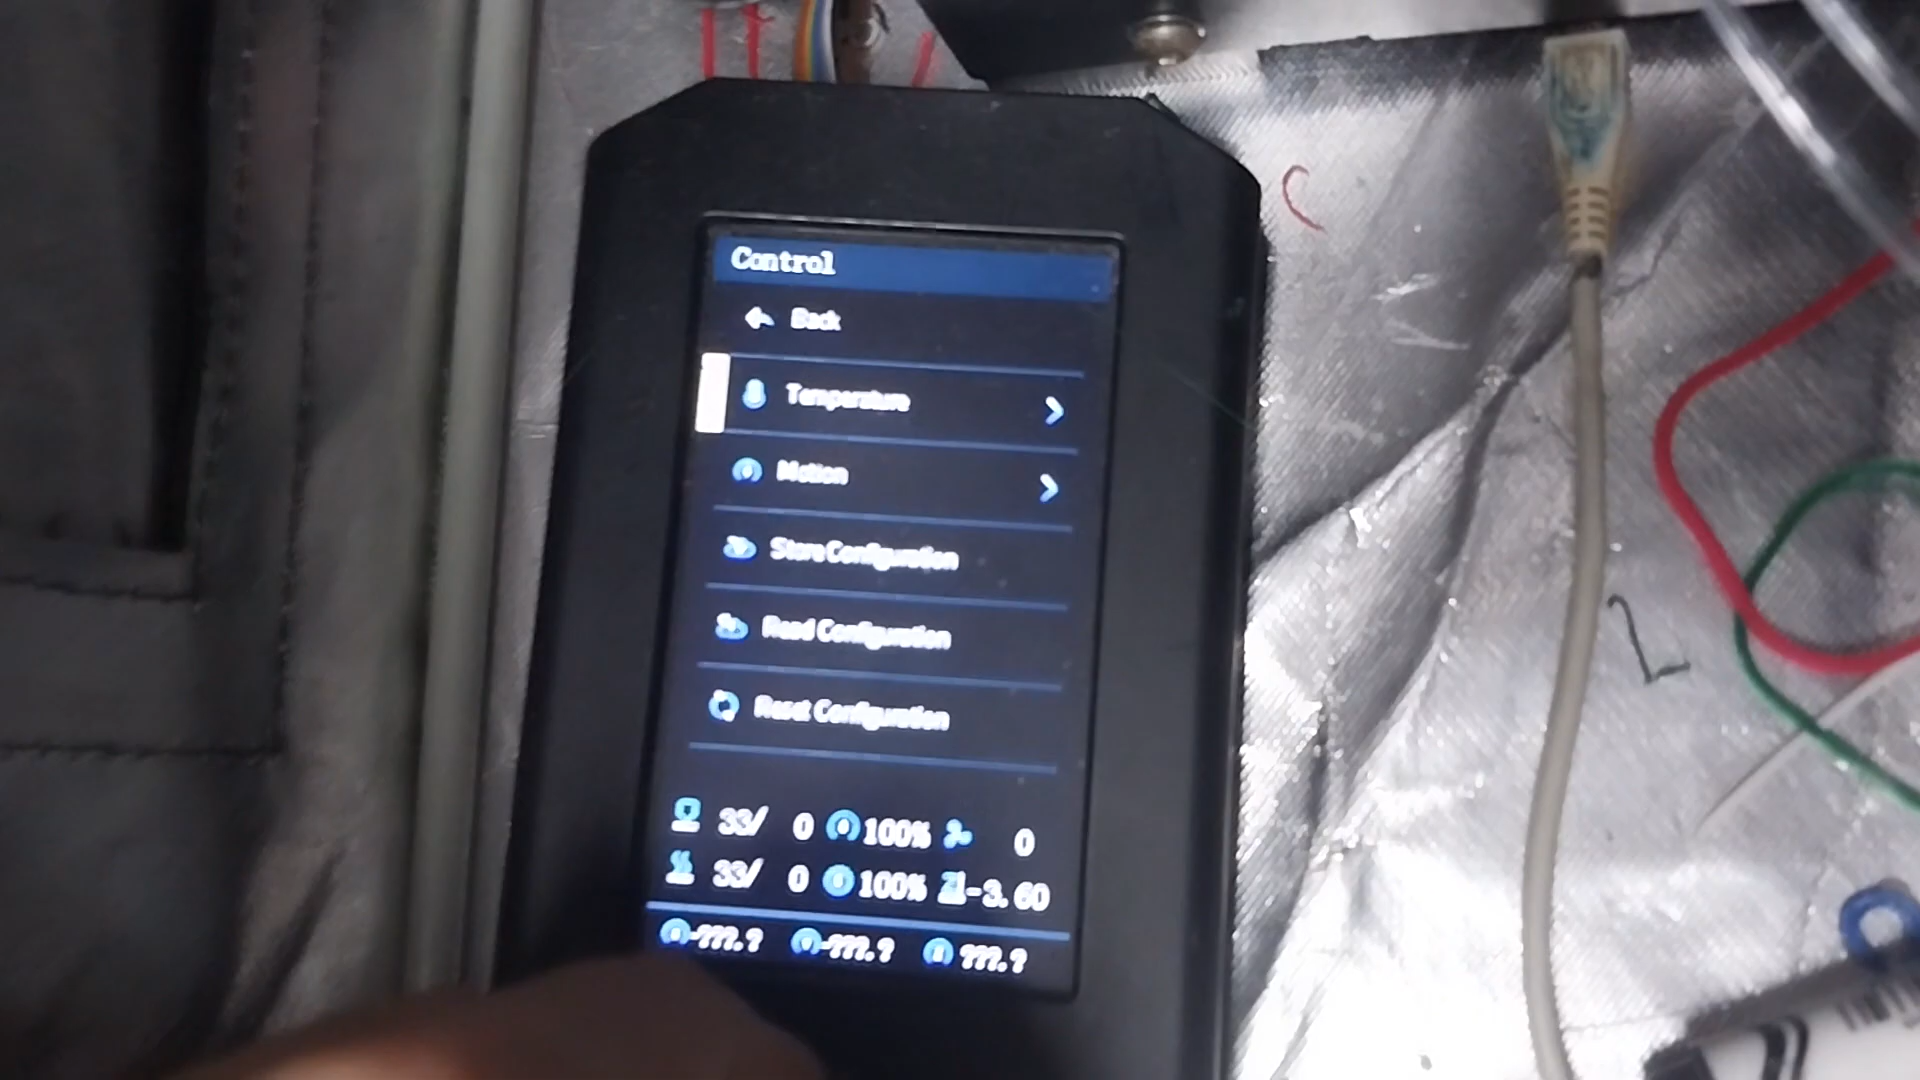 Control
Back
Temperature
Motion
Store Configuration
Read Configuration
Reset Configuration
33/ 0 100% 0
33/ 0 100% -3.60
-???.? -???.? ???.?
C
L